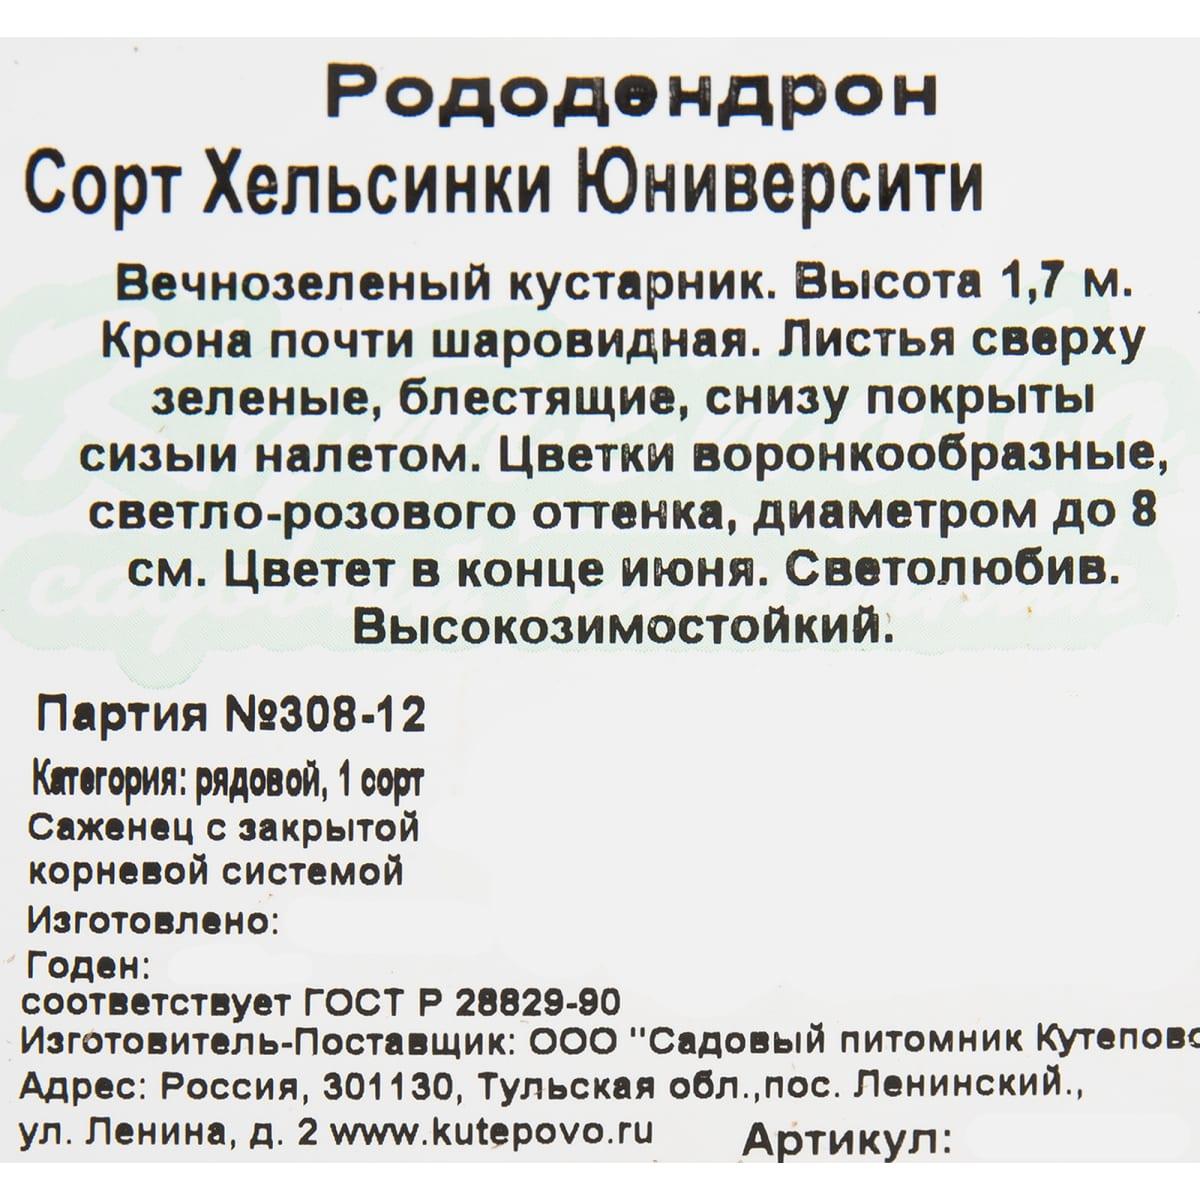 Рододендрон
Сорт Хельсинки Юниверсити
Вечнозеленый кустарник. Высота 1,7 м.
Крона почти шаровидная. Листья сверху
зеленые, блестящие, снизу покрыты
сизыи налетом. Цветки воронкообразные,
светло-розового оттенка, диаметром до 8
см. Цветет в конце июня. Светолюбив.
Высокозимостойкий.
Партия №308-12
Категория: рядовой, 1 сорт
Саженец с закрытой
корневой системой
Изготовлено:
Годен:
соответствует ГОСТ Р 28829-90
Изготовитель-Поставщик: ООО "Садовый питомник Кутепово
Адрес: Россия, 301130, Тульская обл.,пос. Ленинский.,
ул. Ленина, д. 2 www.kutepovo.ru
Артикул: